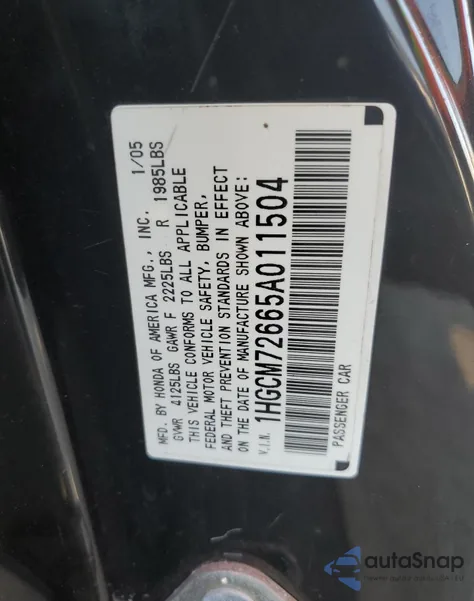 MFD. BY HONDA OF AMERICA MFG., INC. 1/05
GVWR 4125LBS GAWR F 2225LBS R 1985LBS
THIS VEHICLE CONFORMS TO ALL APPLICABLE
FEDERAL MOTOR VEHICLE SAFETY, BUMPER,
AND THEFT PREVENTION STANDARDS IN EFFECT
ON THE DATE OF MANUFACTURE SHOWN ABOVE:
V.I.N. 1HGCM72665A011504
PASSENGER CAR
autoSnap